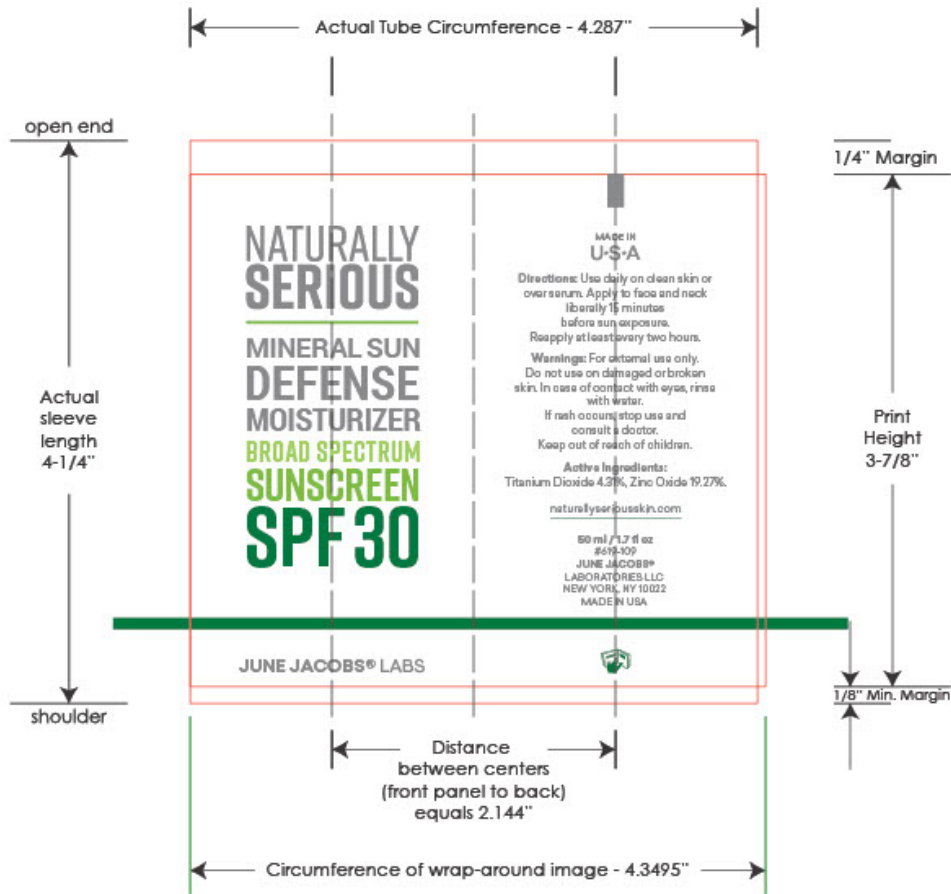 Actual Tube Circumference - 4.287"
open end
1/4" Margin
NATURALLY
SERIOUS
MINERAL SUN
DEFENSE
MOISTURIZER
BROAD SPECTRUM
SUNSCREEN
SPF 30
JUNE JACOBS® LABS
MADE IN
U·S·A
Directions: Use daily on clean skin or
over serum. Apply to face and neck
liberally 15 minutes
before sun exposure.
Reapply at least every two hours.
Warnings: For external use only.
Do not use on damaged or broken
skin. In case of contact with eyes, rinse
with water.
If rash occurs, stop use and
consult a doctor.
Keep out of reach of children.
Active Ingredients:
Titanium Dioxide 4.31%, Zinc Oxide 19.27%.
naturallyseriousskin.com
50 ml / 1.7 fl oz
#619-109
JUNE JACOBS®
LABORATORIES LLC
NEW YORK, NY 10022
MADE IN USA
Actual
sleeve
length
4-1/4"
Print
Height
3-7/8"
1/8" Min. Margin
shoulder
Distance
between centers
(front panel to back)
equals 2.144"
Circumference of wrap-around image - 4.3495"